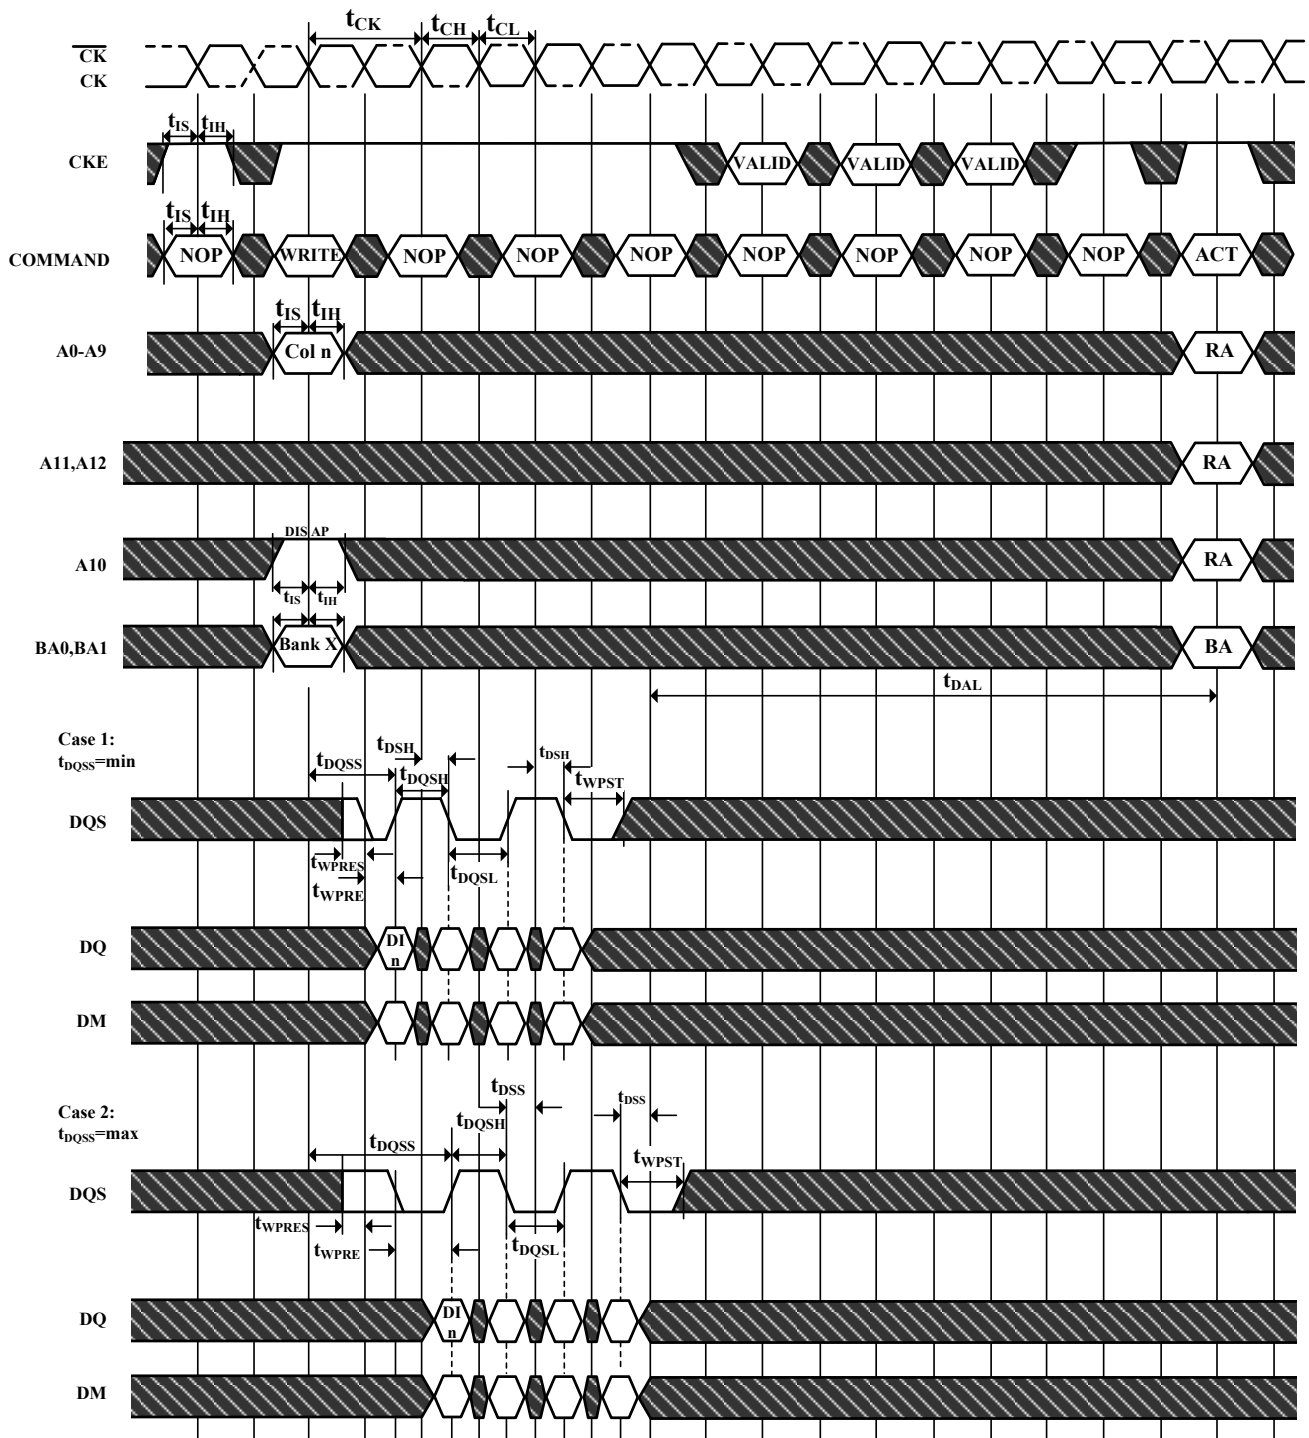 tCK tCH tCL
CK
CK
tIS tIH
CKE VALID VALID VALID
tIS tIH
COMMAND NOP WRITE NOP NOP NOP NOP NOP NOP NOP ACT
tIS tIH
A0-A9 Col n RA
A11,A12 RA
DIS AP
A10 RA
tIS tIH
BA0,BA1 Bank X BA
tDAL
Case 1:
tDQSS=min
tDSH tDSH
tDQSS tDQSH tWPST
DQS
tWPRES
tWPRE tDQSL
DQ DI
n
DM
tDSS tDSS
Case 2:
tDQSS=max
tDQSH
tDQSS tWPST
DQS
tWPRES
tWPRE tDQSL
DQ DI
n
DM